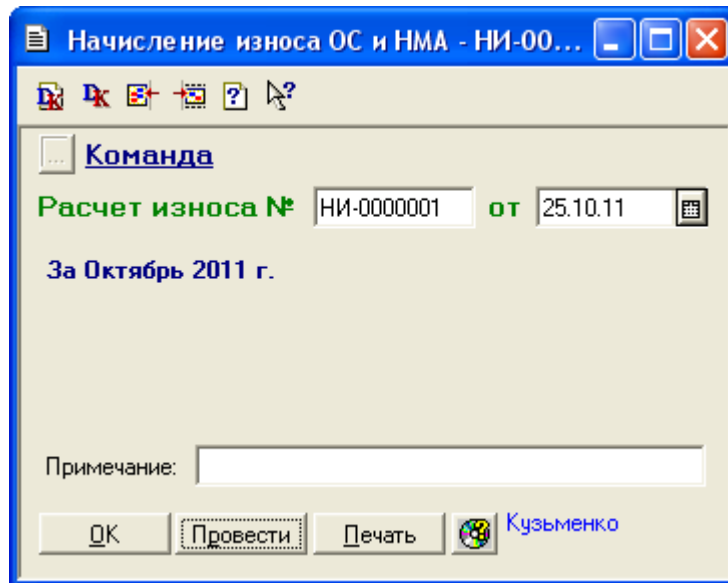 Начисление износа ОС и НМА - НИ-00...
... Команда
Расчет износа № НИ-0000001 от 25.10.11
За Октябрь 2011 г.
Примечание:
OK Провести Печать Кузьменко